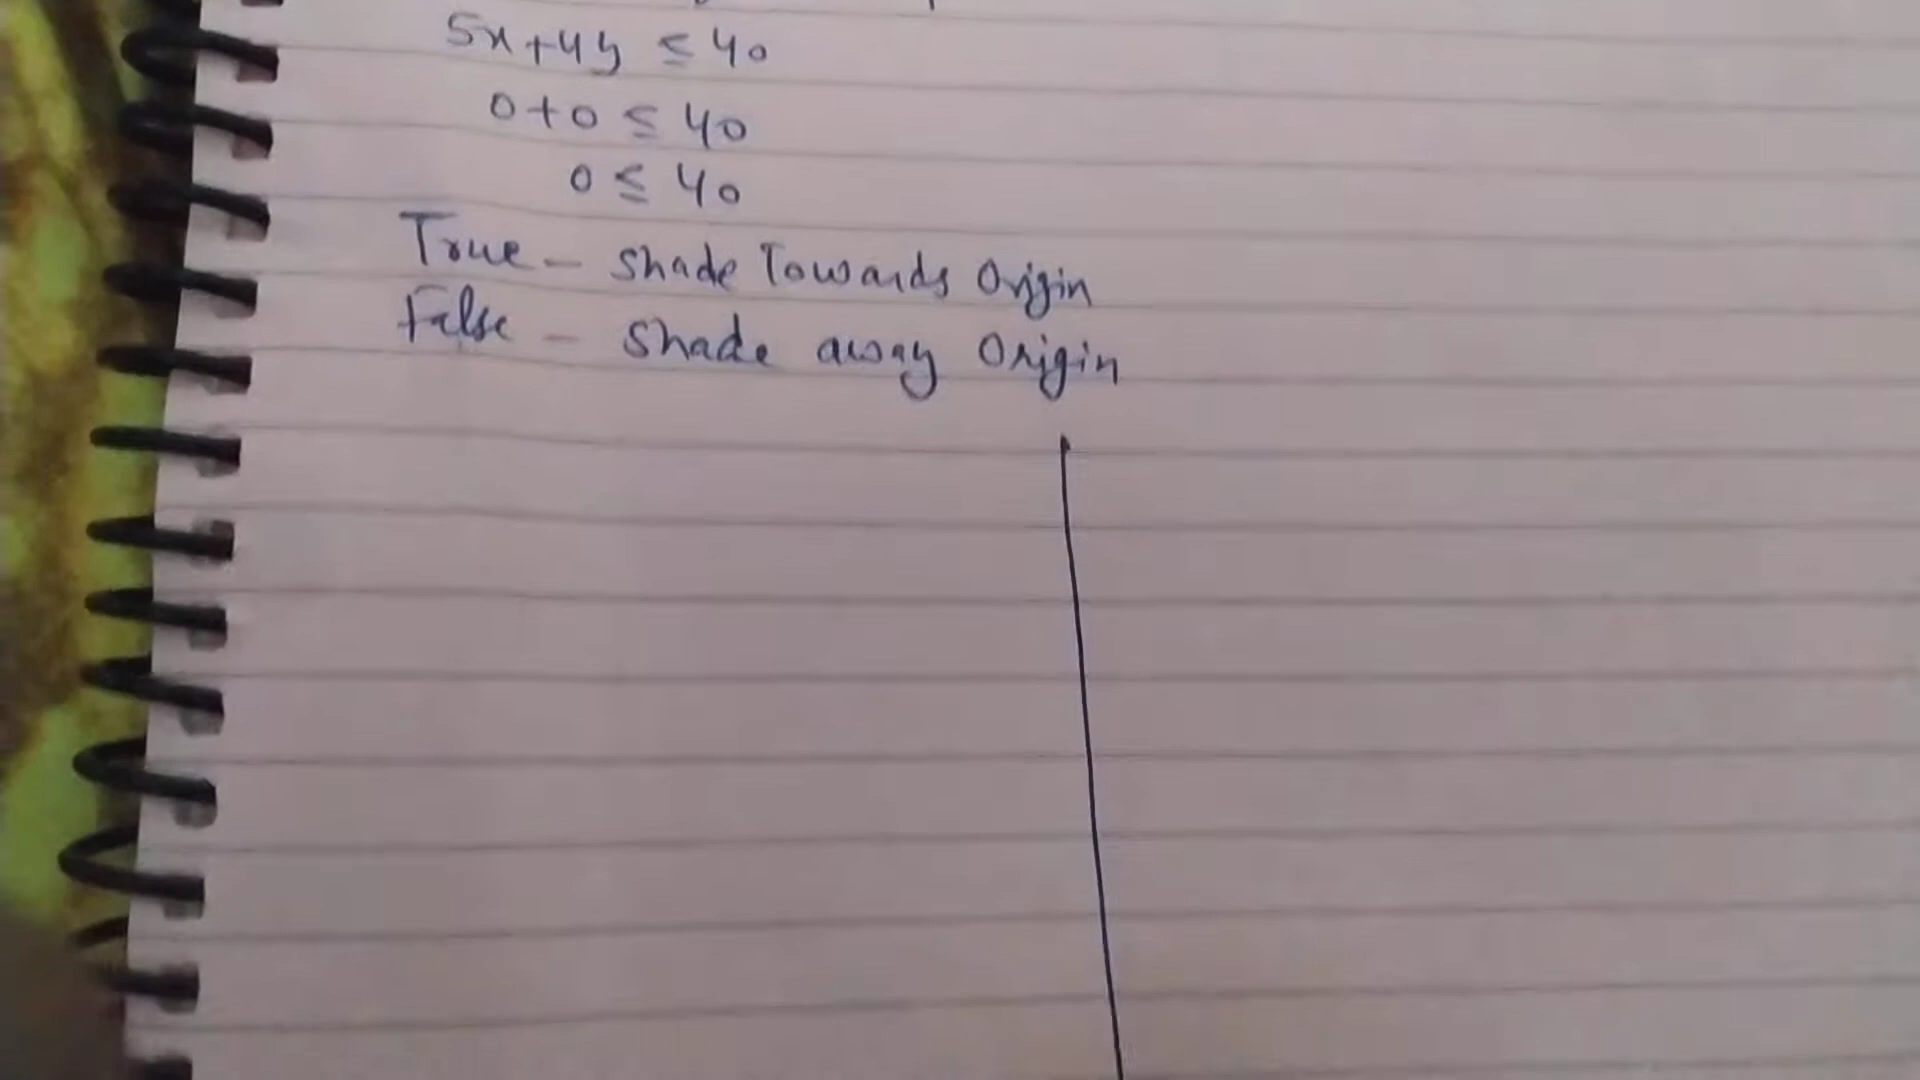 5x+4y ≤ 40
0+0 ≤ 40
0 ≤ 40
True - Shade Towards Origin
False - Shade away Origin